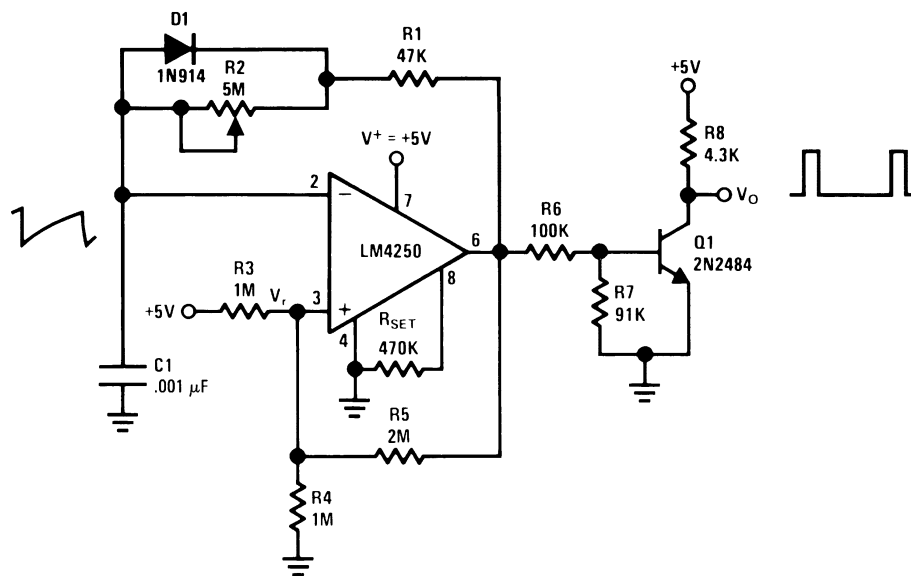 D1
1N914
R2
5M
R1
47K
V+ = +5V
+5V
R8
4.3K
VO
2
−
7
LM4250
6
8
R6
100K
Q1
2N2484
R3
1M
+5V
Vr
3
+
4
RSET
470K
R7
91K
C1
.001 μF
R5
2M
R4
1M